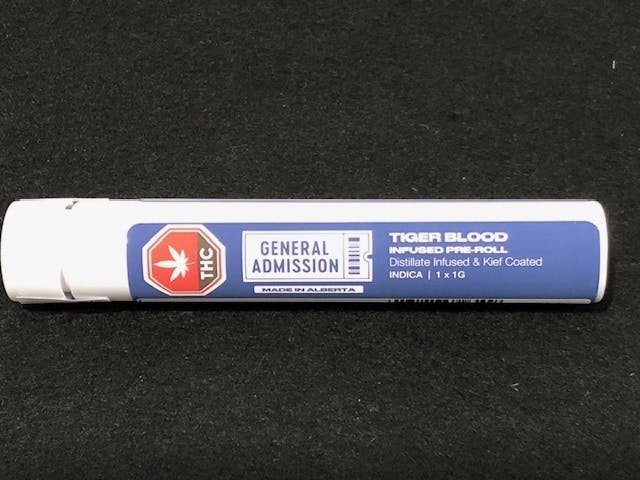 THC
GENERAL
ADMISSION
MADE IN ALBERTA
TIGER BLOOD
INFUSED PRE-ROLL
Distillate Infused & Kief Coated
INDICA | 1 x 1G